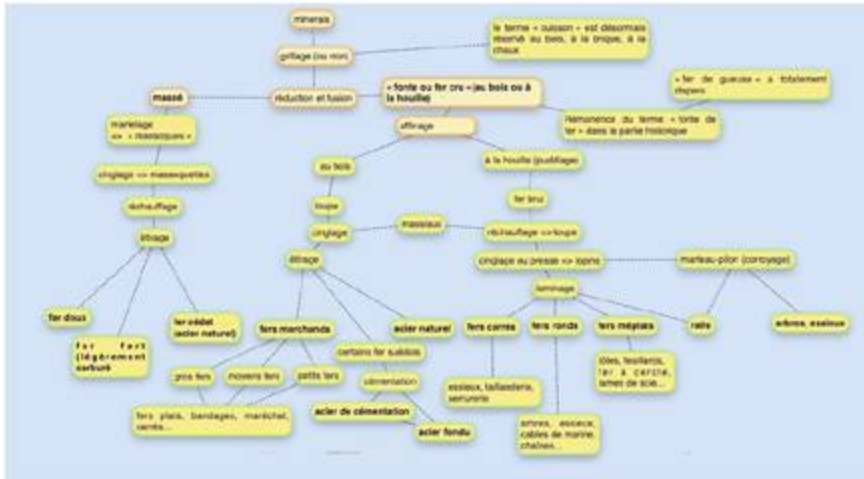 minerais
le terme « cuisson » est désormais
réservé au bois, à la brique, à la
chaux
grillage (ou non)
« fer de gueuse » a totalement
disparu
massé
réduction et fusion
« fonte ou fer cru » (au bois ou à
la houille)
Rémanence du terme « fonte de
fer » dans la partie historique
martelage
=>
affinage
au bois
à la houille (puddlage)
cinglage => massoquettes
loupe
fer brut
réchauffage
cinglage
massiaux
réchauffage =>loupe
étirage
étirage
cinglage ou presse => lopins
marteau-pilon (corroyage)
laminage
fer doux
fer fort
(légèrement
carburé
fer cédat
(acier naturel)
fers marchands
acier naturel
fers carrés
fers ronds
fers méplats
rails
arbres, essieux
certains fer suédois
gros fers
moyens fers
petits fers
cémentation
tôles, feuillards,
fer à cercle,
lames de scie...
essieux, taillanderie,
serrurerie
fers plats, bandages, maréchal,
carrés...
acier de cémentation
acier fondu
arbres, essieux,
cables de marine,
chaînes...